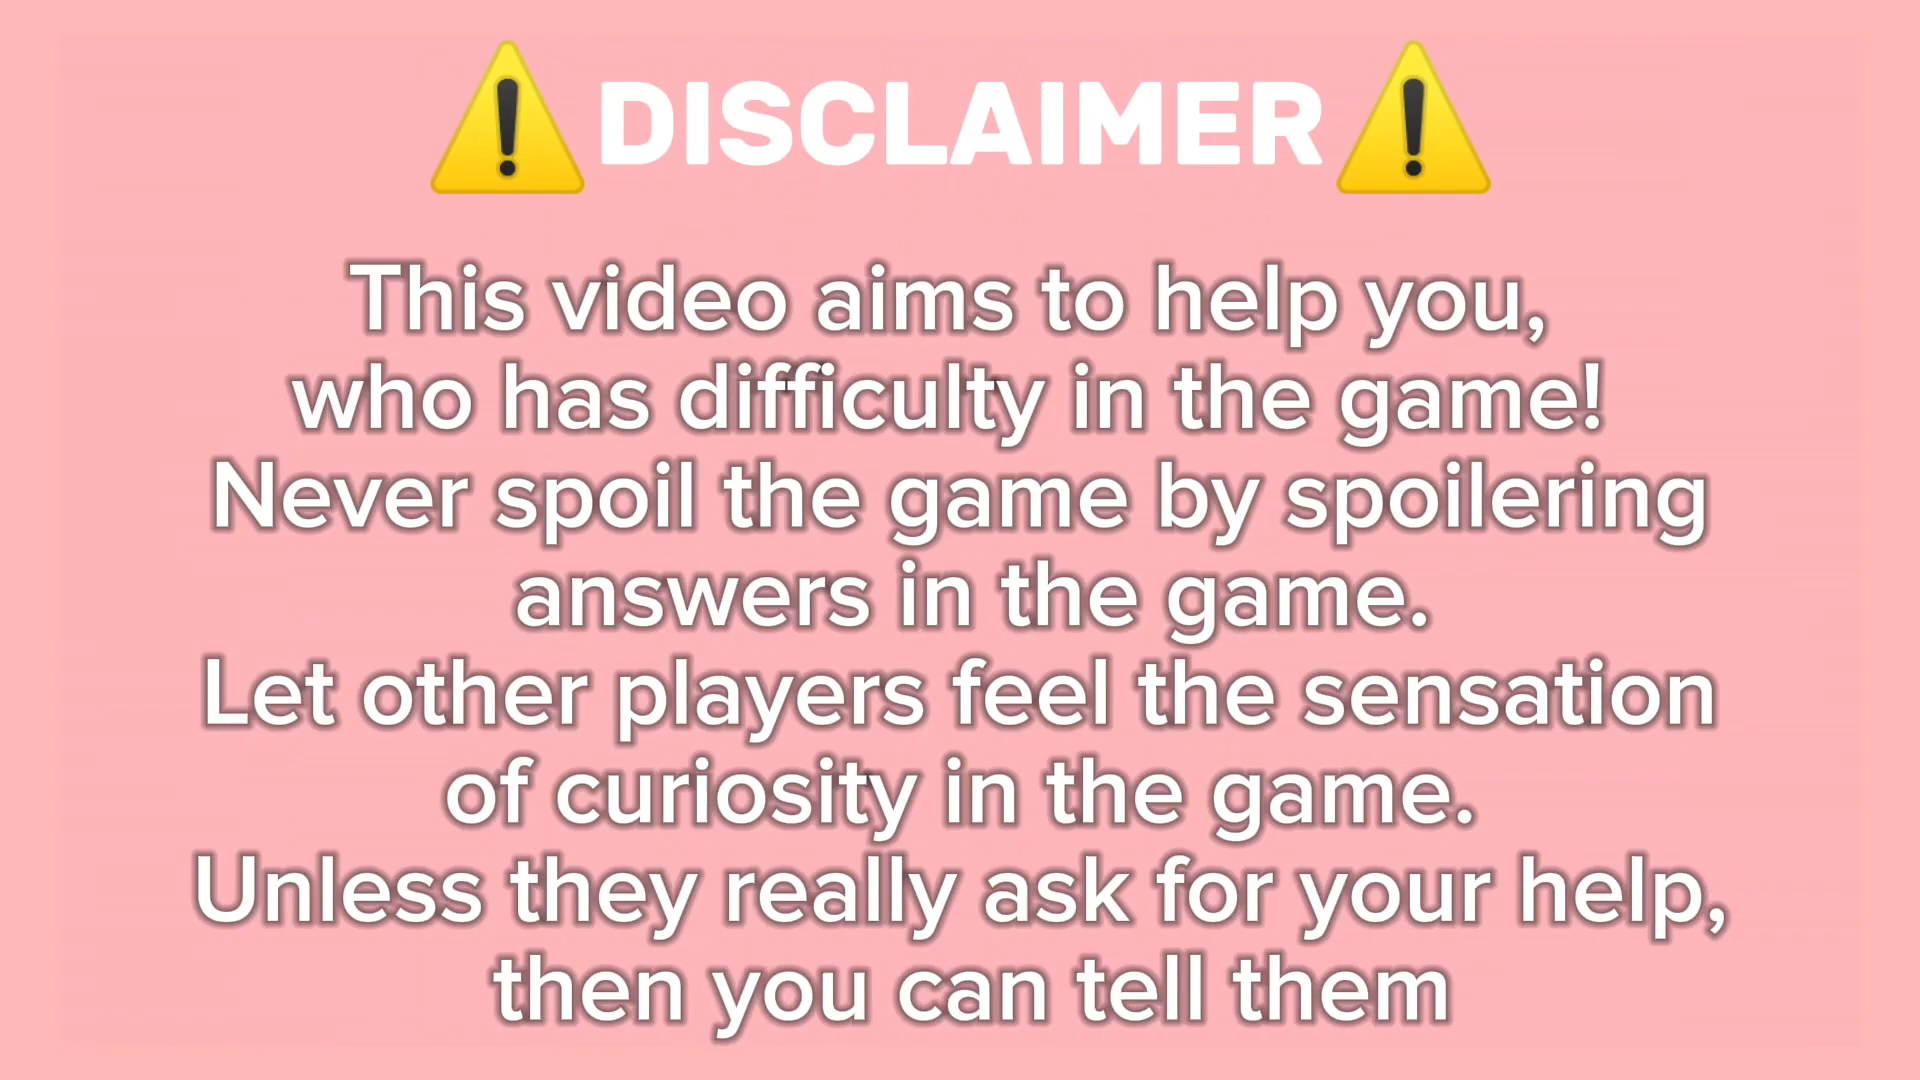 ⚠️DISCLAIMER⚠️
This video aims to help you,
who has difficulty in the game!
Never spoil the game by spoilering
answers in the game.
Let other players feel the sensation
of curiosity in the game.
Unless they really ask for your help,
then you can tell them